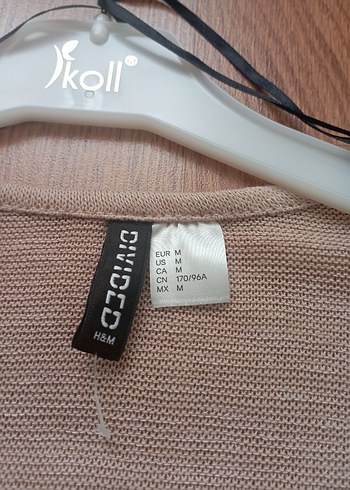 koll®
DIVIDED
H&M
EUR M
US M
CA M
CN 170/96A
MX M